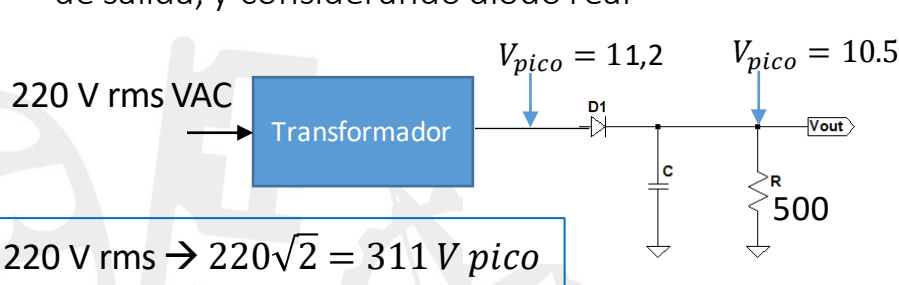 de salida, y considerando diodo real
V_pico = 11,2
V_pico = 10.5
220 V rms VAC
Transformador
D1
Vout
C
R
500
220 V rms → 220√2 = 311 V pico